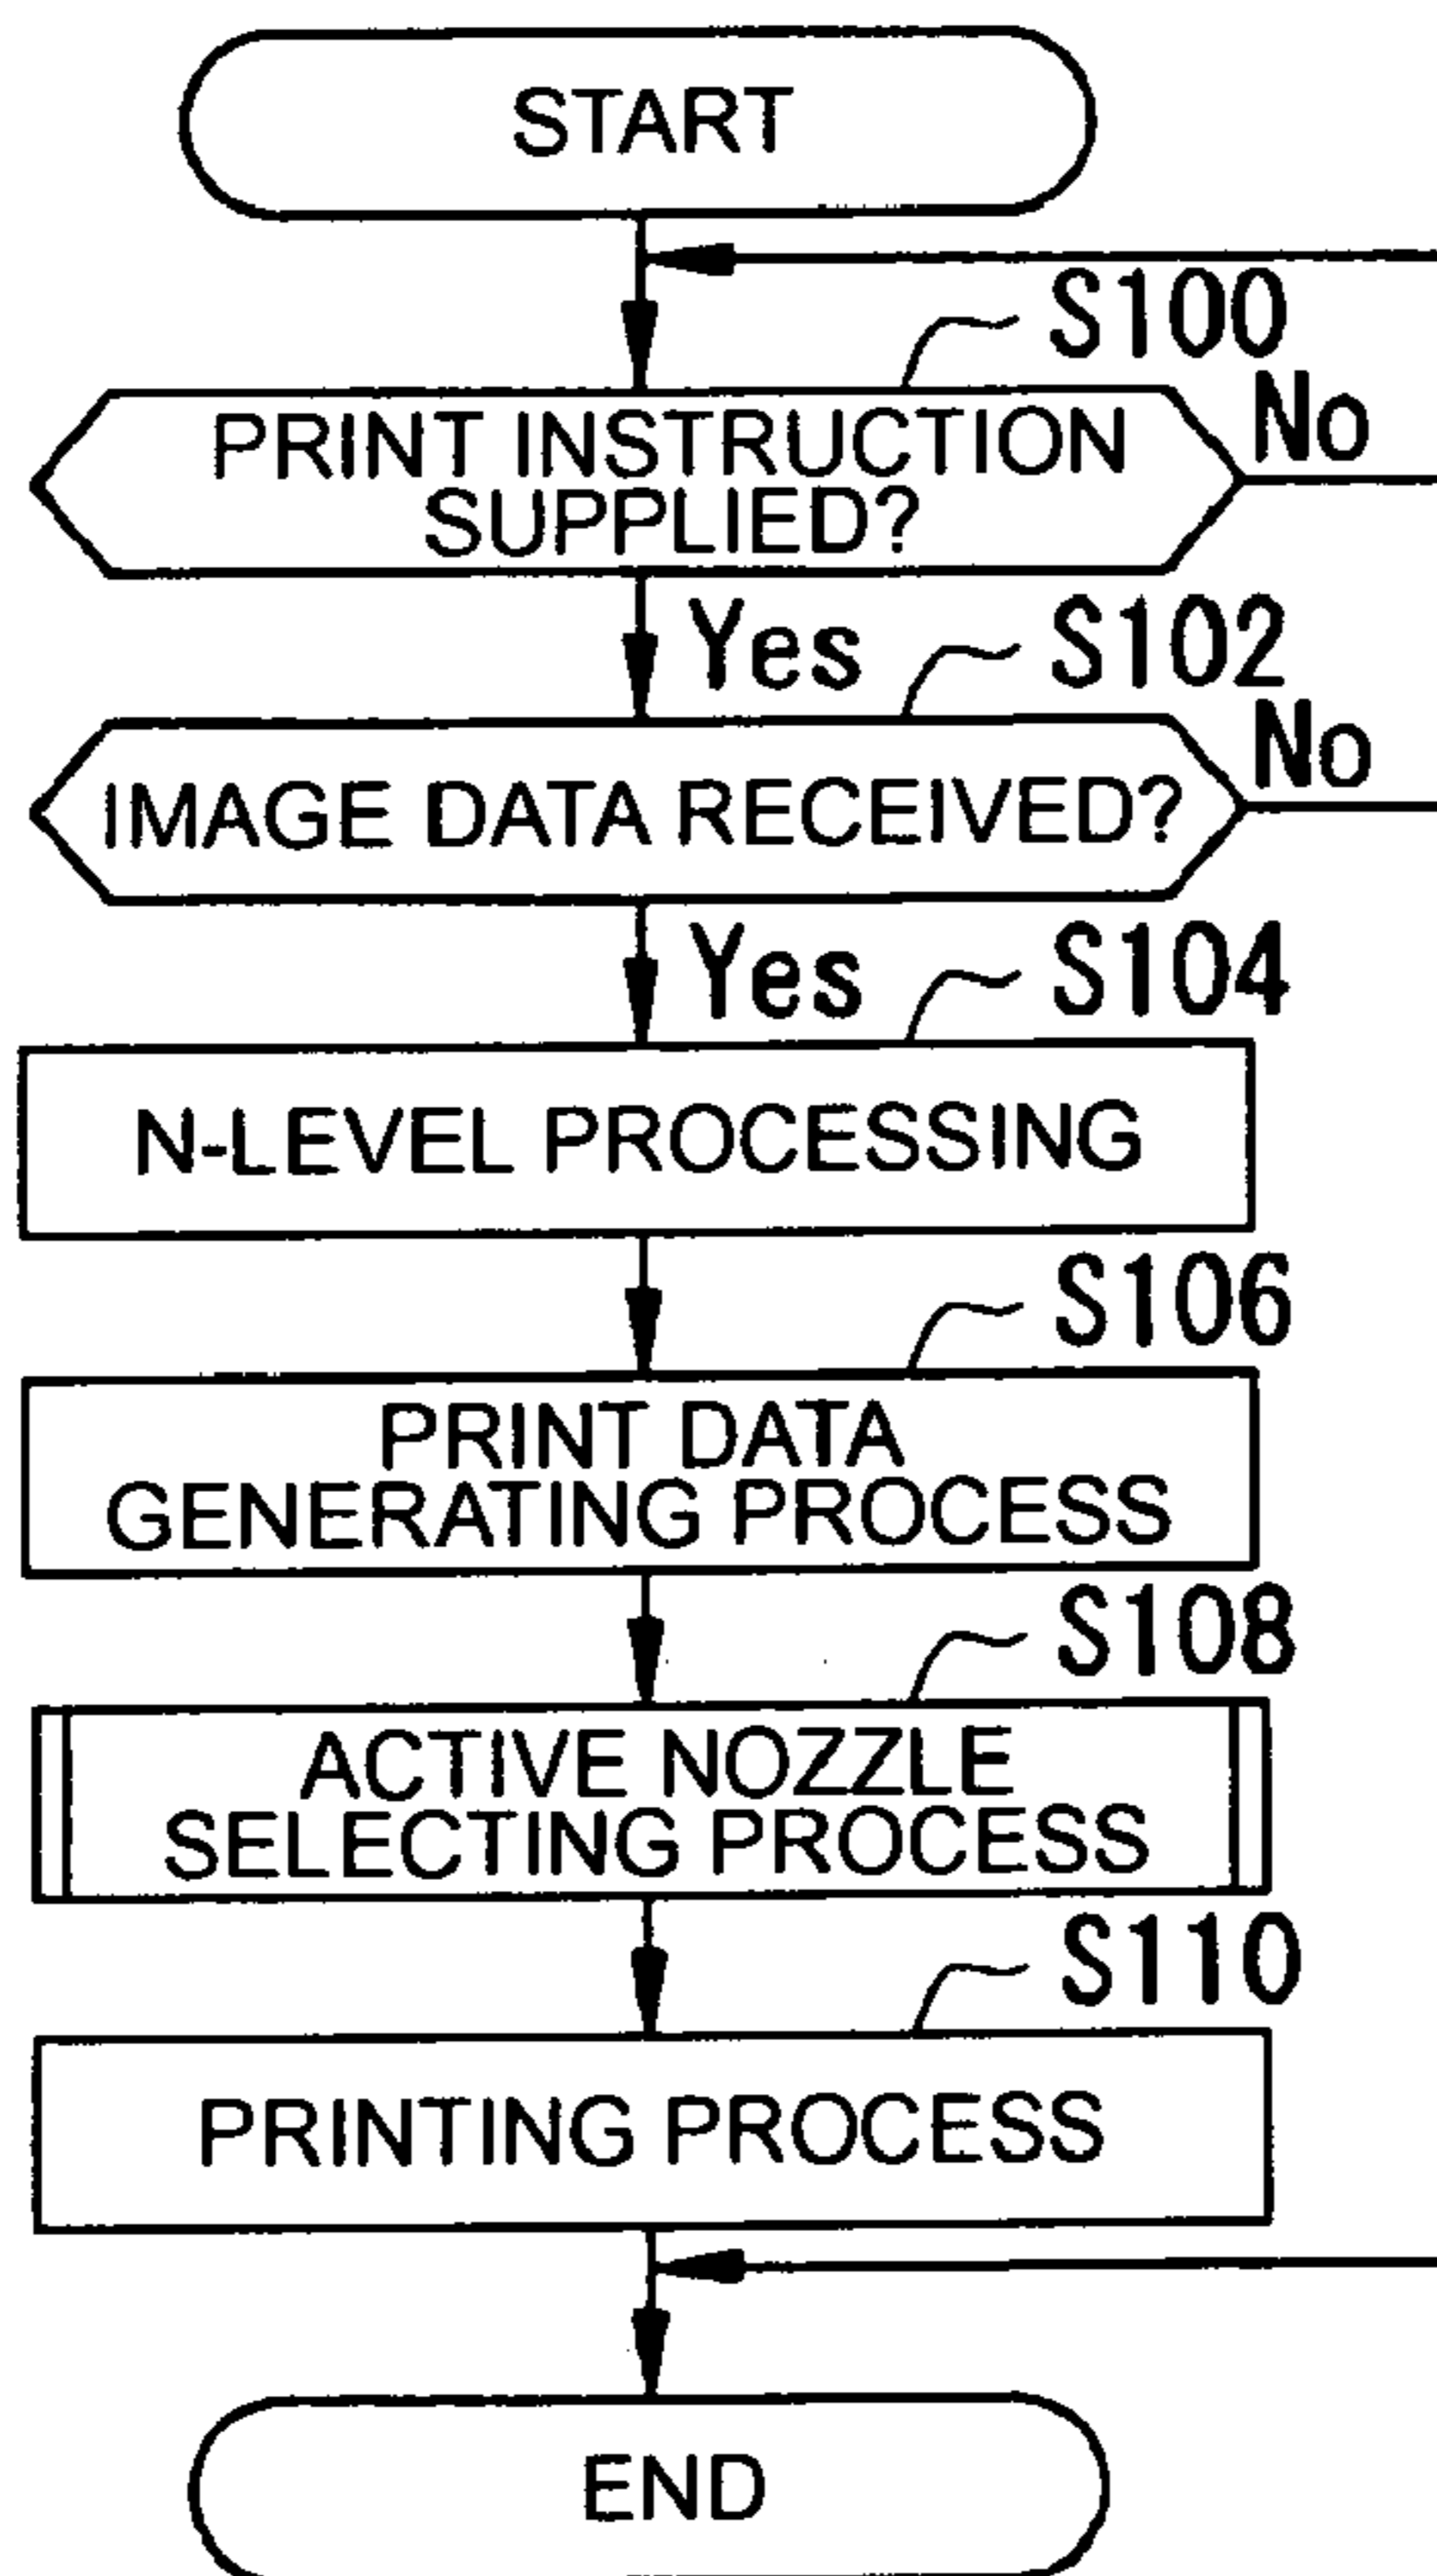 START
S100
PRINT INSTRUCTION
SUPPLIED?
No
Yes
S102
IMAGE DATA RECEIVED?
No
Yes
S104
N-LEVEL PROCESSING
S106
PRINT DATA
GENERATING PROCESS
S108
ACTIVE NOZZLE
SELECTING PROCESS
S110
PRINTING PROCESS
END